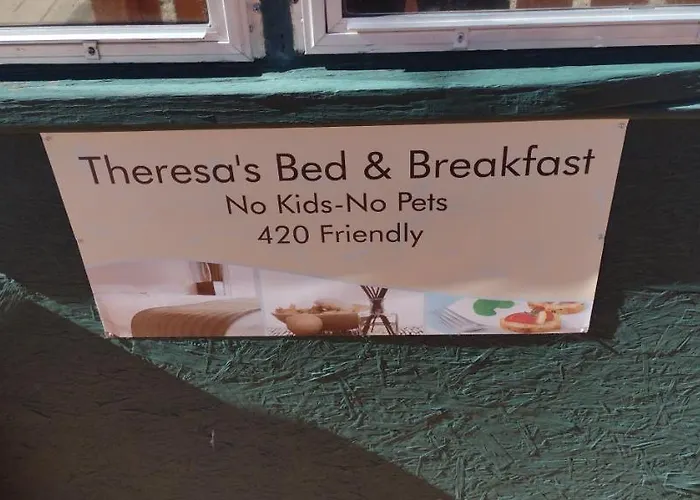 Theresa's Bed & Breakfast
No Kids-No Pets
420 Friendly